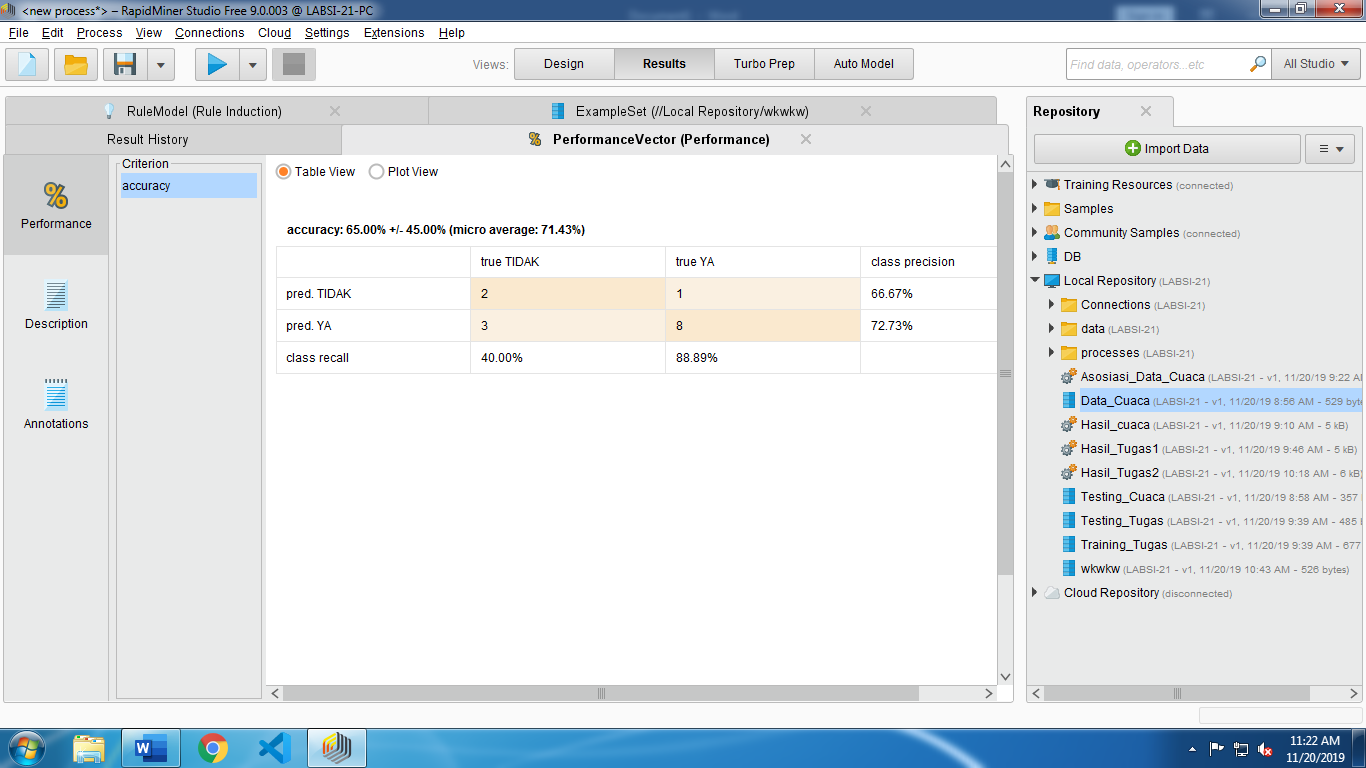 <new process*> – RapidMiner Studio Free 9.0.003 @ LABSI-21-PC
File Edit Process View Connections Cloud Settings Extensions Help
Views: Design Results Turbo Prep Auto Model Find data, operators...etc All Studio
RuleModel (Rule Induction) ExampleSet (//Local Repository/wkwkw)
Result History PerformanceVector (Performance)
Performance
Description
Annotations
Criterion
accuracy
Table View Plot View
accuracy: 65.00% +/- 45.00% (micro average: 71.43%)
true TIDAK true YA class precision
pred. TIDAK 2 1 66.67%
pred. YA 3 8 72.73%
class recall 40.00% 88.89%
Repository
Import Data
Training Resources (connected)
Samples
Community Samples (connected)
DB
Local Repository (LABSI-21)
Connections (LABSI-21)
data (LABSI-21)
processes (LABSI-21)
Asosiasi_Data_Cuaca (LABSI-21 - v1, 11/20/19 9:22 A
Data_Cuaca (LABSI-21 - v1, 11/20/19 8:56 AM - 529 byt
Hasil_cuaca (LABSI-21 - v1, 11/20/19 9:10 AM - 5 kB)
Hasil_Tugas1 (LABSI-21 - v1, 11/20/19 9:46 AM - 5 kB)
Hasil_Tugas2 (LABSI-21 - v1, 11/20/19 10:18 AM - 6 kB)
Testing_Cuaca (LABSI-21 - v1, 11/20/19 8:58 AM - 357
Testing_Tugas (LABSI-21 - v1, 11/20/19 9:39 AM - 485 
Training_Tugas (LABSI-21 - v1, 11/20/19 9:39 AM - 677
wkwkw (LABSI-21 - v1, 11/20/19 10:43 AM - 526 bytes)
Cloud Repository (disconnected)
11:22 AM
11/20/2019